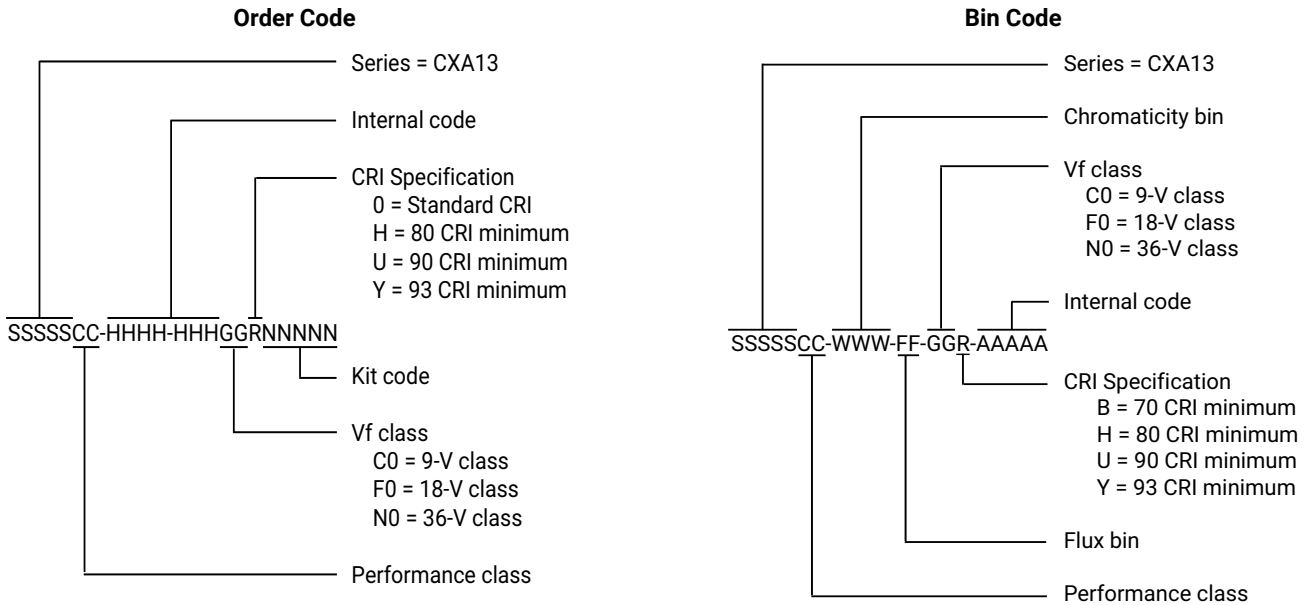 Order Code
Series = CXA13
Internal code
CRI Specification
0 = Standard CRI
H = 80 CRI minimum
U = 90 CRI minimum
Y = 93 CRI minimum
SSSSSCC-HHHH-HHHGGRNNNNN
Kit code
Vf class
C0 = 9-V class
F0 = 18-V class
N0 = 36-V class
Performance class
Bin Code
Series = CXA13
Chromaticity bin
Vf class
C0 = 9-V class
F0 = 18-V class
N0 = 36-V class
Internal code
SSSSSCC-WWW-FF-GGR-AAAAA
CRI Specification
B = 70 CRI minimum
H = 80 CRI minimum
U = 90 CRI minimum
Y = 93 CRI minimum
Flux bin
Performance class